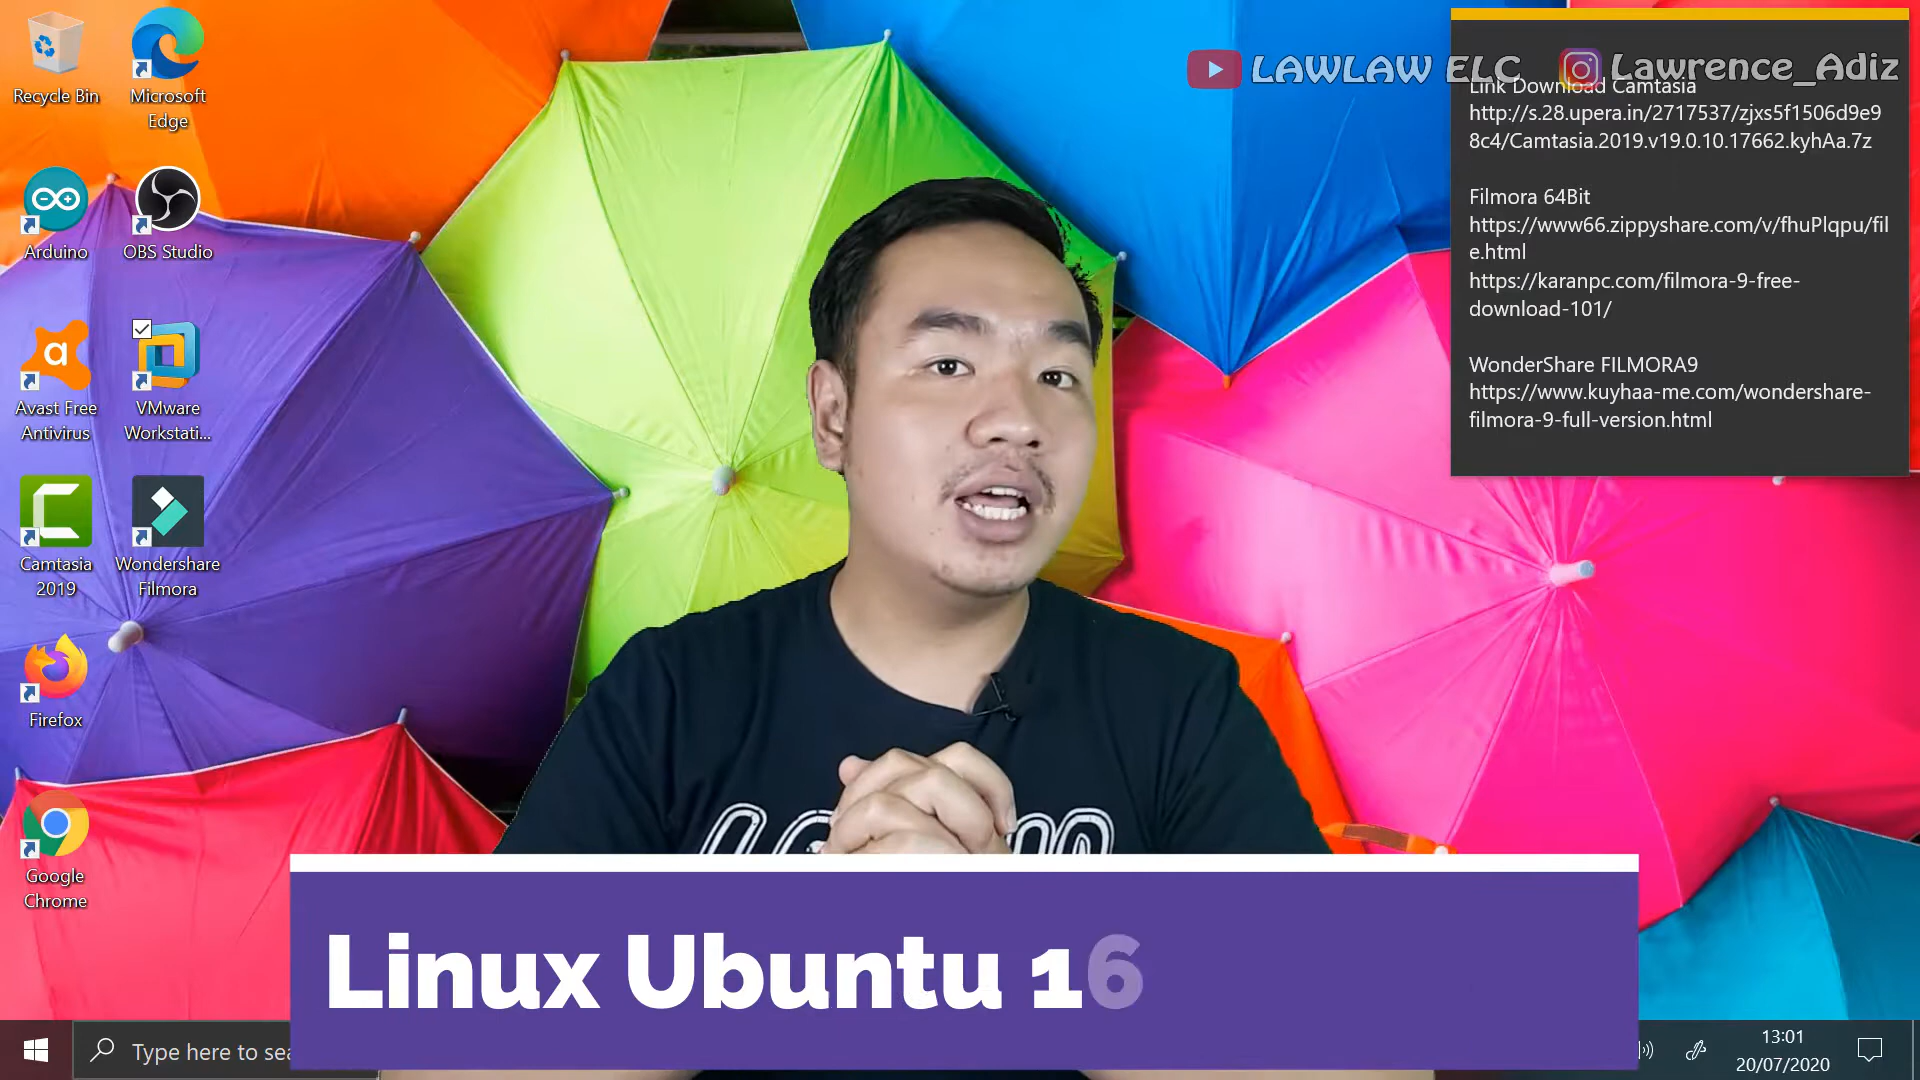 Recycle Bin
Microsoft
Edge
Arduino
OBS Studio
Avast Free
Antivirus
VMware
Workstati...
Camtasia
2019
Wondershare
Filmora
Firefox
Google
Chrome
LAWLAW ELC
Lawrence_Adiz
Link Download Camtasia
http://s.28.upera.in/2717537/zjxs5f1506d9e9
8c4/Camtasia.2019.v19.0.10.17662.kyhAa.7z
Filmora 64Bit
https://www66.zippyshare.com/v/fhuPlqpu/fil
e.html
https://karanpc.com/filmora-9-free-
download-101/
WonderShare FILMORA9
https://www.kuyhaa-me.com/wondershare-
filmora-9-full-version.html
Linux Ubuntu 16
Type here to sea
13:01
20/07/2020